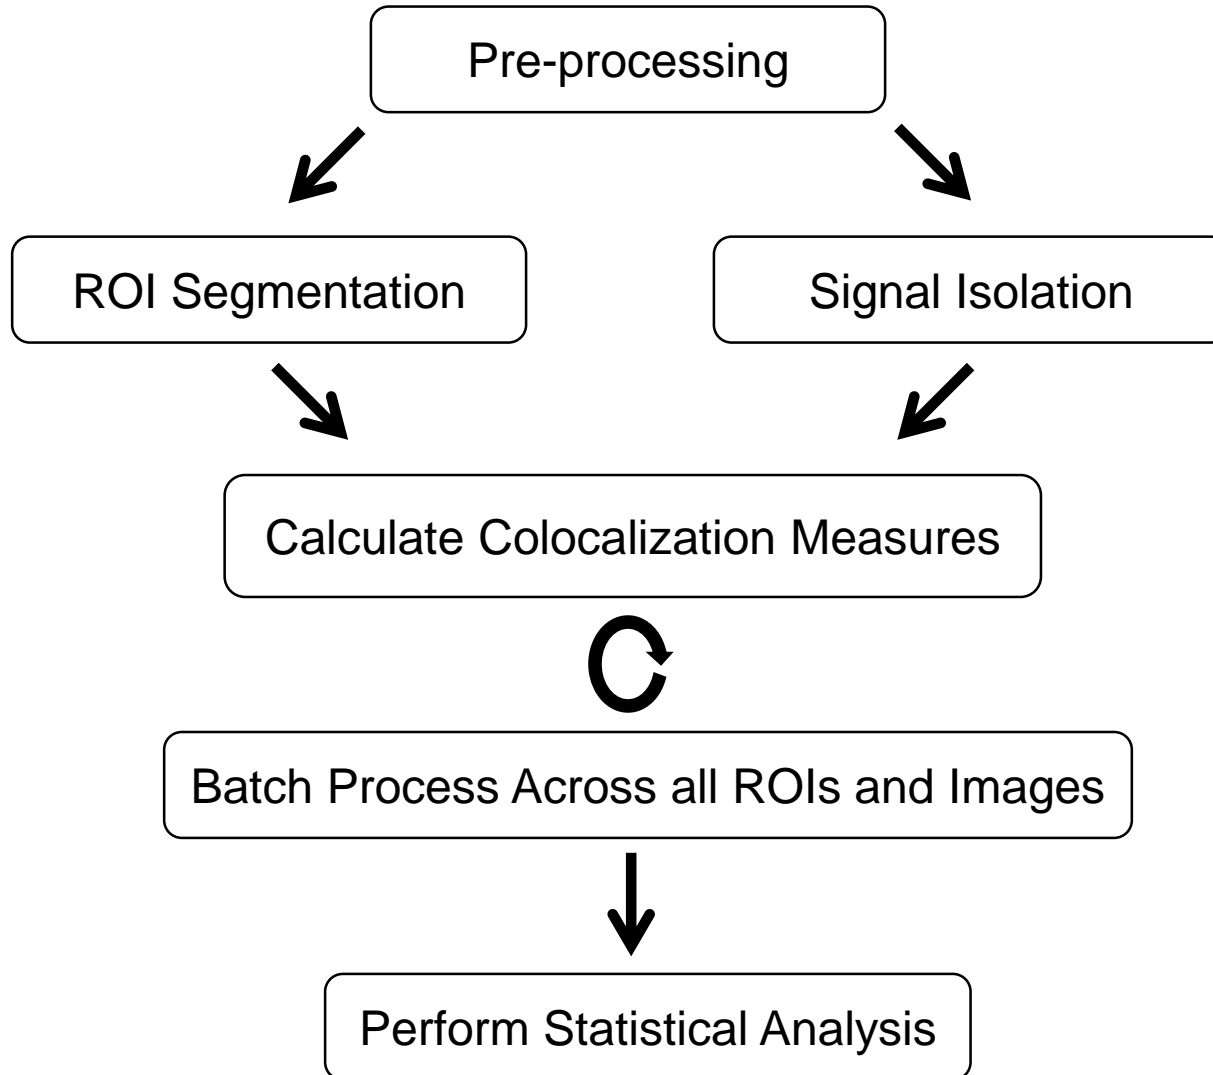 Pre-processing
ROI Segmentation
Signal Isolation
Calculate Colocalization Measures
Batch Process Across all ROIs and Images
Perform Statistical Analysis